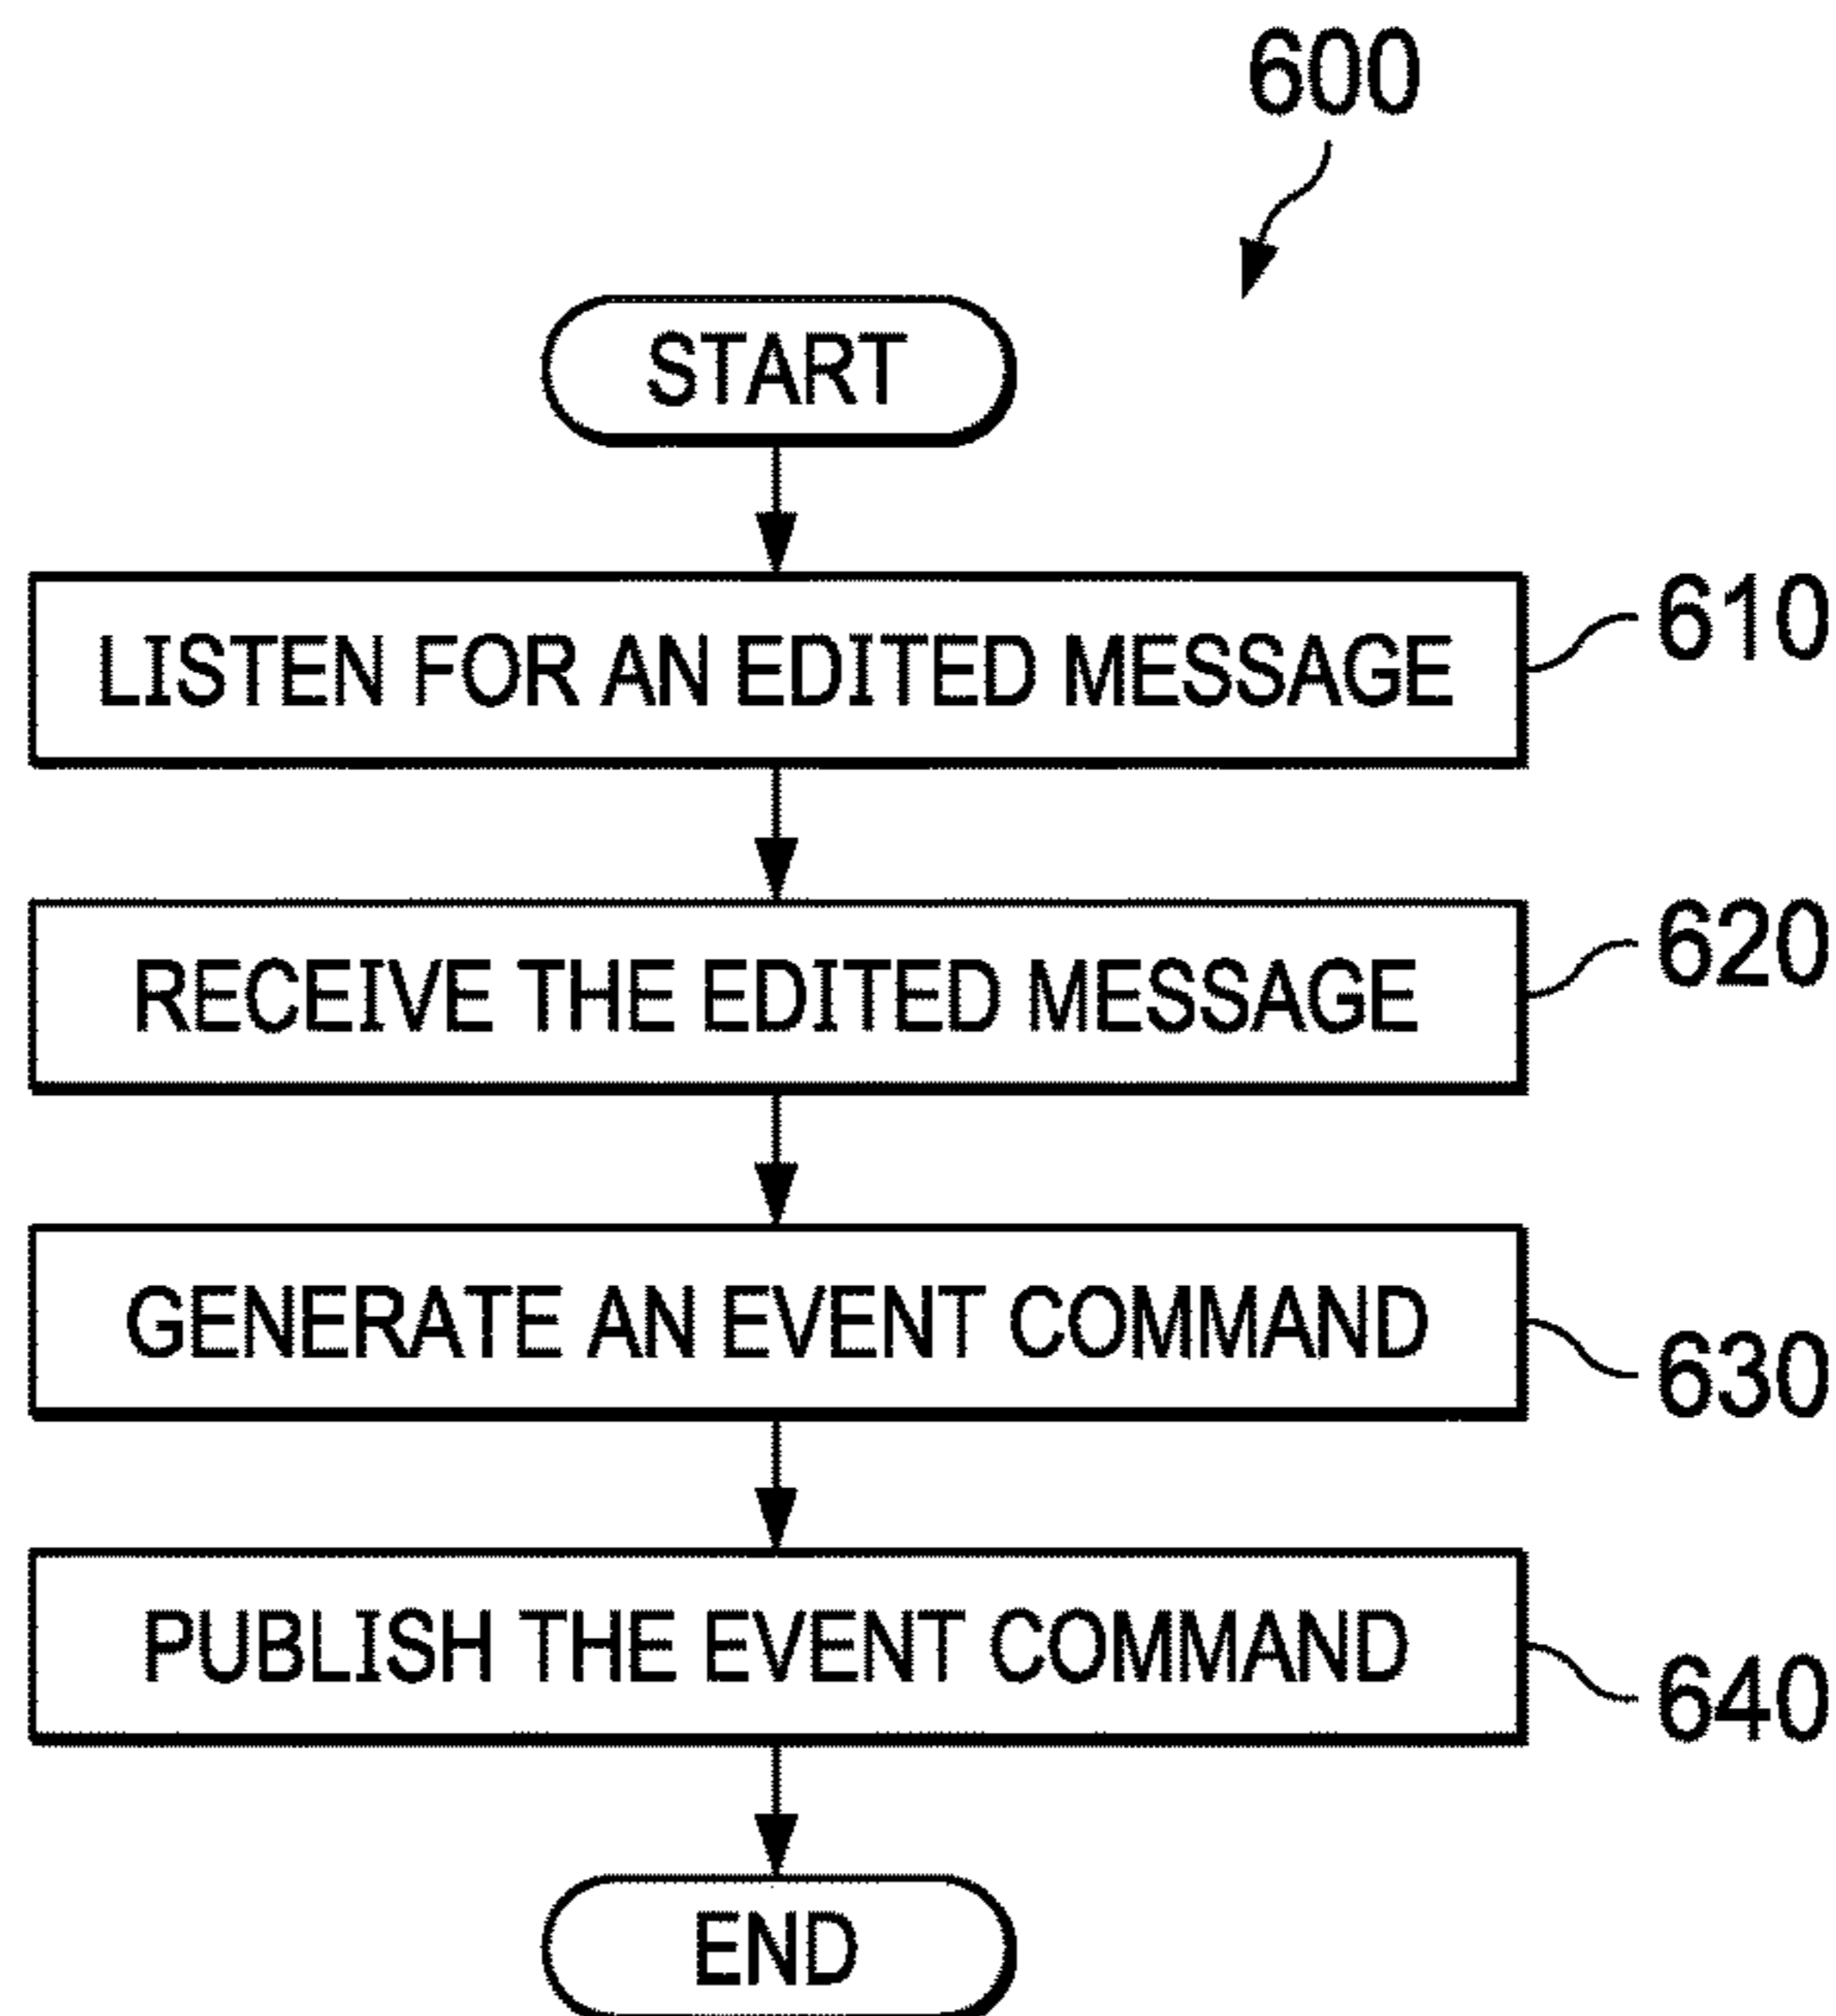 600
START
LISTEN FOR AN EDITED MESSAGE
610
RECEIVE THE EDITED MESSAGE
620
GENERATE AN EVENT COMMAND
630
PUBLISH THE EVENT COMMAND
640
END